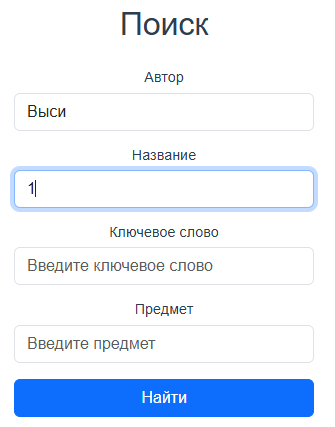 Поиск
Автор
Выси
Название
1
Ключевое слово
Введите ключевое слово
Предмет
Введите предмет
Найти